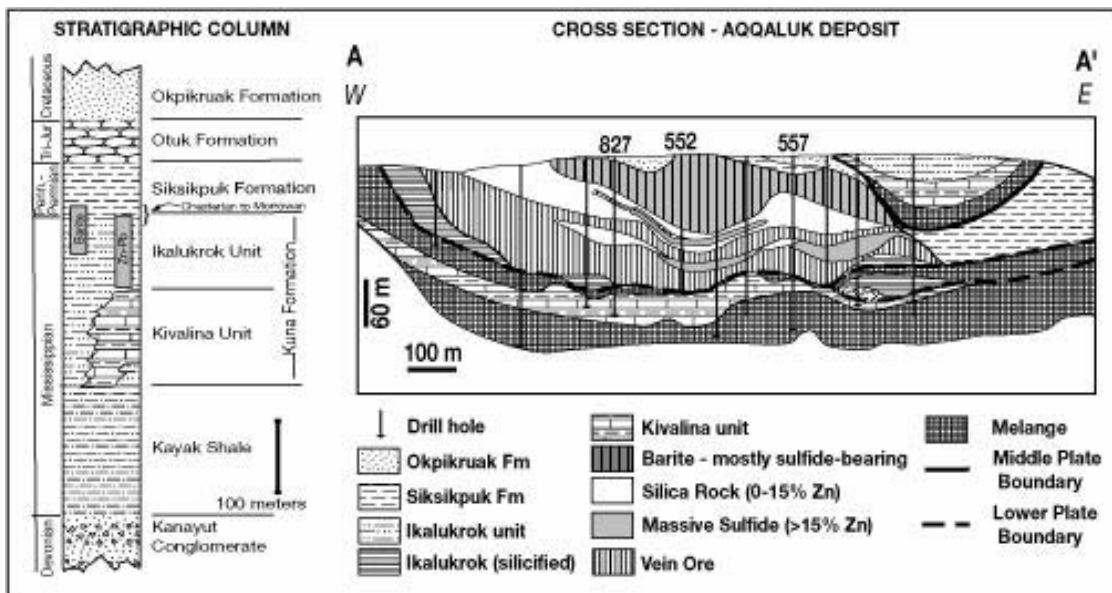 STRATIGRAPHIC COLUMN
Cretaceous
Tri-Jur
Permian
Mississippian
Devonian
Okpikruak Formation
Otuk Formation
Siksikpuk Formation
Chesterian to Morrowan
Barite
Zn-Pb
Ikalukrok Unit
Kivalina Unit
Kuna Formation
Kayak Shale
100 meters
Kanayut
Conglomerate
CROSS SECTION - AQQALUK DEPOSIT
A
W
A'
E
827
552
557
60 m
100 m
Drill hole
Okpikruak Fm
Siksikpuk Fm
Ikalukrok unit
Ikalukrok (silicified)
Kivalina unit
Barite - mostly sulfide-bearing
Silica Rock (0-15% Zn)
Massive Sulfide (>15% Zn)
Vein Ore
Melange
Middle Plate
Boundary
Lower Plate
Boundary